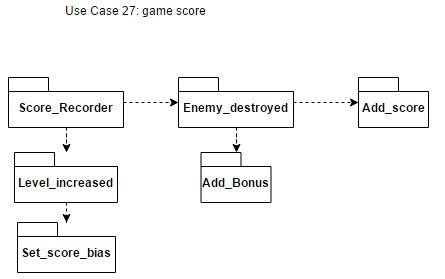 Use Case 27: game score
Score_Recorder
Enemy_destroyed
Add_score
Level_increased
Add_Bonus
Set_score_bias